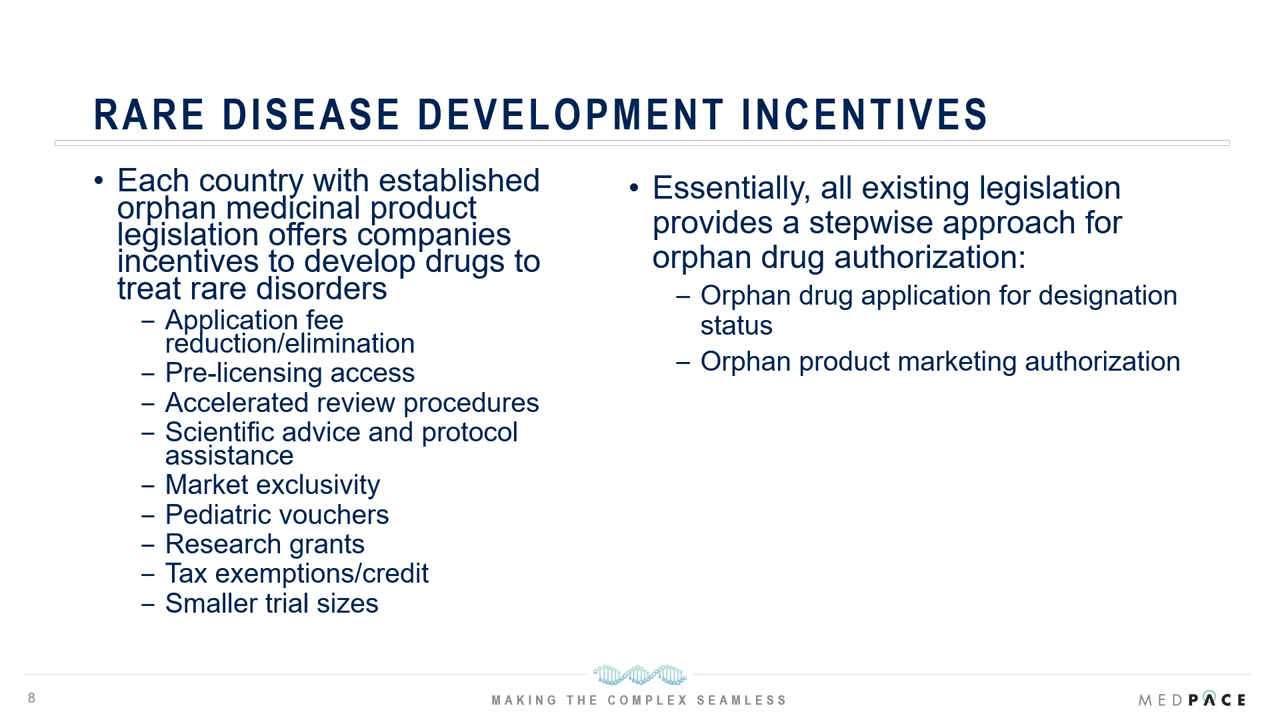 RARE DISEASE DEVELOPMENT INCENTIVES
• Each country with established
orphan medicinal product
legislation offers companies
incentives to develop drugs to
treat rare disorders
– Application fee
reduction/elimination
– Pre-licensing access
– Accelerated review procedures
– Scientific advice and protocol
assistance
– Market exclusivity
– Pediatric vouchers
– Research grants
– Tax exemptions/credit
– Smaller trial sizes
• Essentially, all existing legislation
provides a stepwise approach for
orphan drug authorization:
– Orphan drug application for designation
status
– Orphan product marketing authorization
8
MAKING THE COMPLEX SEAMLESS
MEDPACE